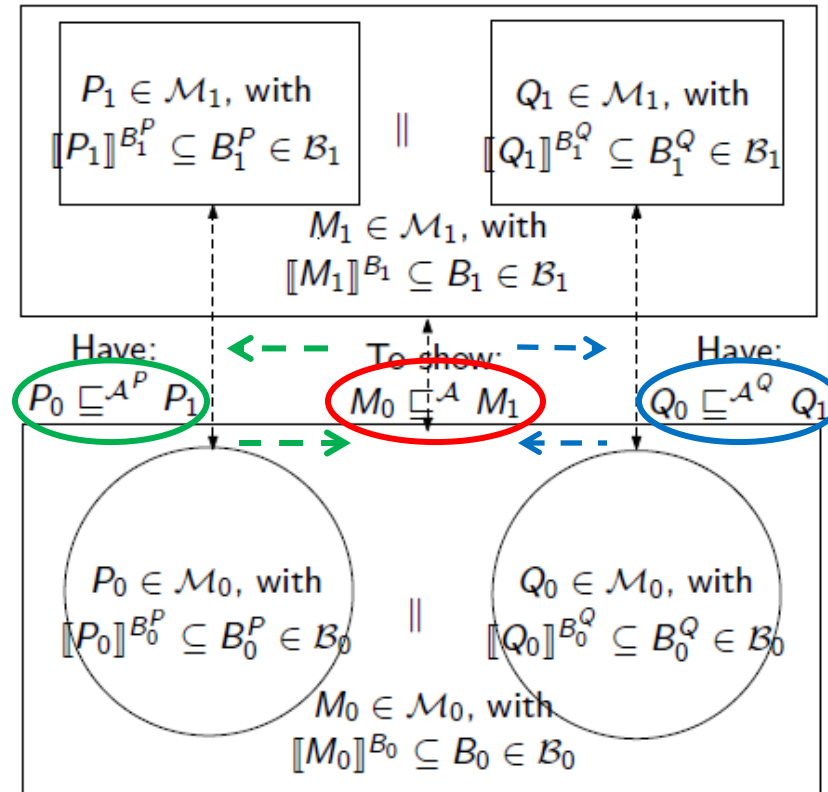 P₁ ∈ ℳ₁, with
⟦P₁⟧^{B₁^P} ⊆ B₁^P ∈ ℬ₁
∥
Q₁ ∈ ℳ₁, with
⟦Q₁⟧^{B₁^Q} ⊆ B₁^Q ∈ ℬ₁
M₁ ∈ ℳ₁, with
⟦M₁⟧^{B₁} ⊆ B₁ ∈ ℬ₁
Have:
P₀ ⊑^{𝒜^P} P₁
To show:
M₀ ⊑^{𝒜} M₁
Have:
Q₀ ⊑^{𝒜^Q} Q₁
P₀ ∈ ℳ₀, with
⟦P₀⟧^{B₀^P} ⊆ B₀^P ∈ ℬ₀
∥
Q₀ ∈ ℳ₀, with
⟦Q₀⟧^{B₀^Q} ⊆ B₀^Q ∈ ℬ₀
M₀ ∈ ℳ₀, with
⟦M₀⟧^{B₀} ⊆ B₀ ∈ ℬ₀